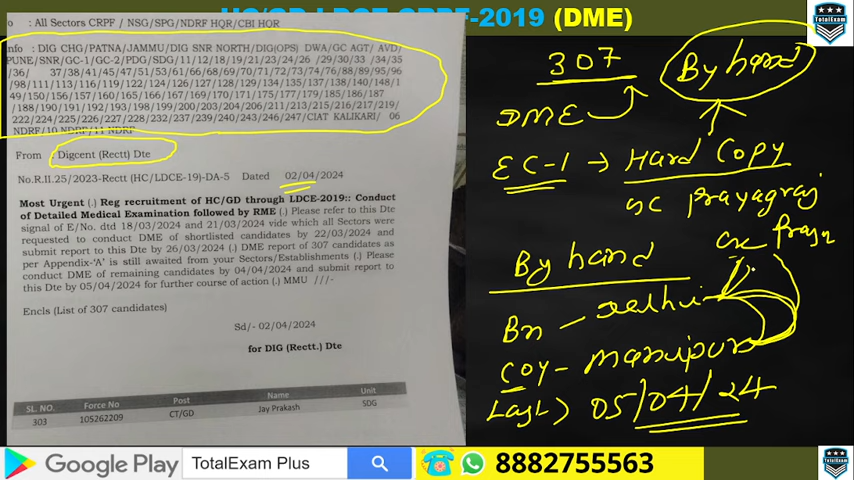 HC/GD LDCE CRPF-2019 (DME)
TotalExam
o : All Sectors CRPF / NSG/SPG/NDRF HQR/CBI HQR
nfo : DIG CHG/PATNA/JAMMU/DIG SNR NORTH/DIG(OPS) DWA/GC AGT/ AVD/
PUNE/SNR/GC-1/GC-2/PDG/SDG/11/12/18/19/21/23/24/26 /29/30/33 /34/35
/36/ 37/38/41/45/47/51/53/61/66/68/69/70/71/72/73/74/76/88/89/95/96
/98/111/113/116/119/122/124/126/127/128/129/134/135/137/138/140/148/1
49/150/156/157/160/165/166/167/169/170/171/175/177/179/185/186/187
/188/190/191/192/193/198/199/200/203/204/206/211/213/215/216/217/219/
222/224/225/226/227/228/232/237/239/240/243/246/247/CIAT KALIKARI/ 06
NDRF/10 NDRF/11 NDRF
From : Digcent (Rectt) Dte
No.R.II.25/2023-Rectt (HC/LDCE-19)-DA-5 Dated 02/04/2024
Most Urgent (.) Reg recruitment of HC/GD through LDCE-2019:: Conduct
of Detailed Medical Examination followed by RME (.) Please refer to this Dte
signal of E/No. dtd 18/03/2024 and 21/03/2024 vide which all Sectors were
requested to conduct DME of shortlisted candidates by 22/03/2024 and
submit report to this Dte by 26/03/2024 (.) DME report of 307 candidates as
per Appendix-'A' is still awaited from your Sectors/Establishments (.) Please
conduct DME of remaining candidates by 04/04/2024 and submit report to
this Dte by 05/04/2024 for further course of action (.) MMU ///-
Encls (List of 307 candidates)
Sd/- 02/04/2024
for DIG (Rectt.) Dte
SL. NO. Force No Post Name Unit
303 105262209 CT/GD Jay Prakash SDG
307 By hand
DME
EC-1 → Hard Copy
GC Prayagraj
By hand
Bn -
Coy - Manipur
Last > 05/04/24
Google Play
TotalExam Plus
8882755563
TotalExam